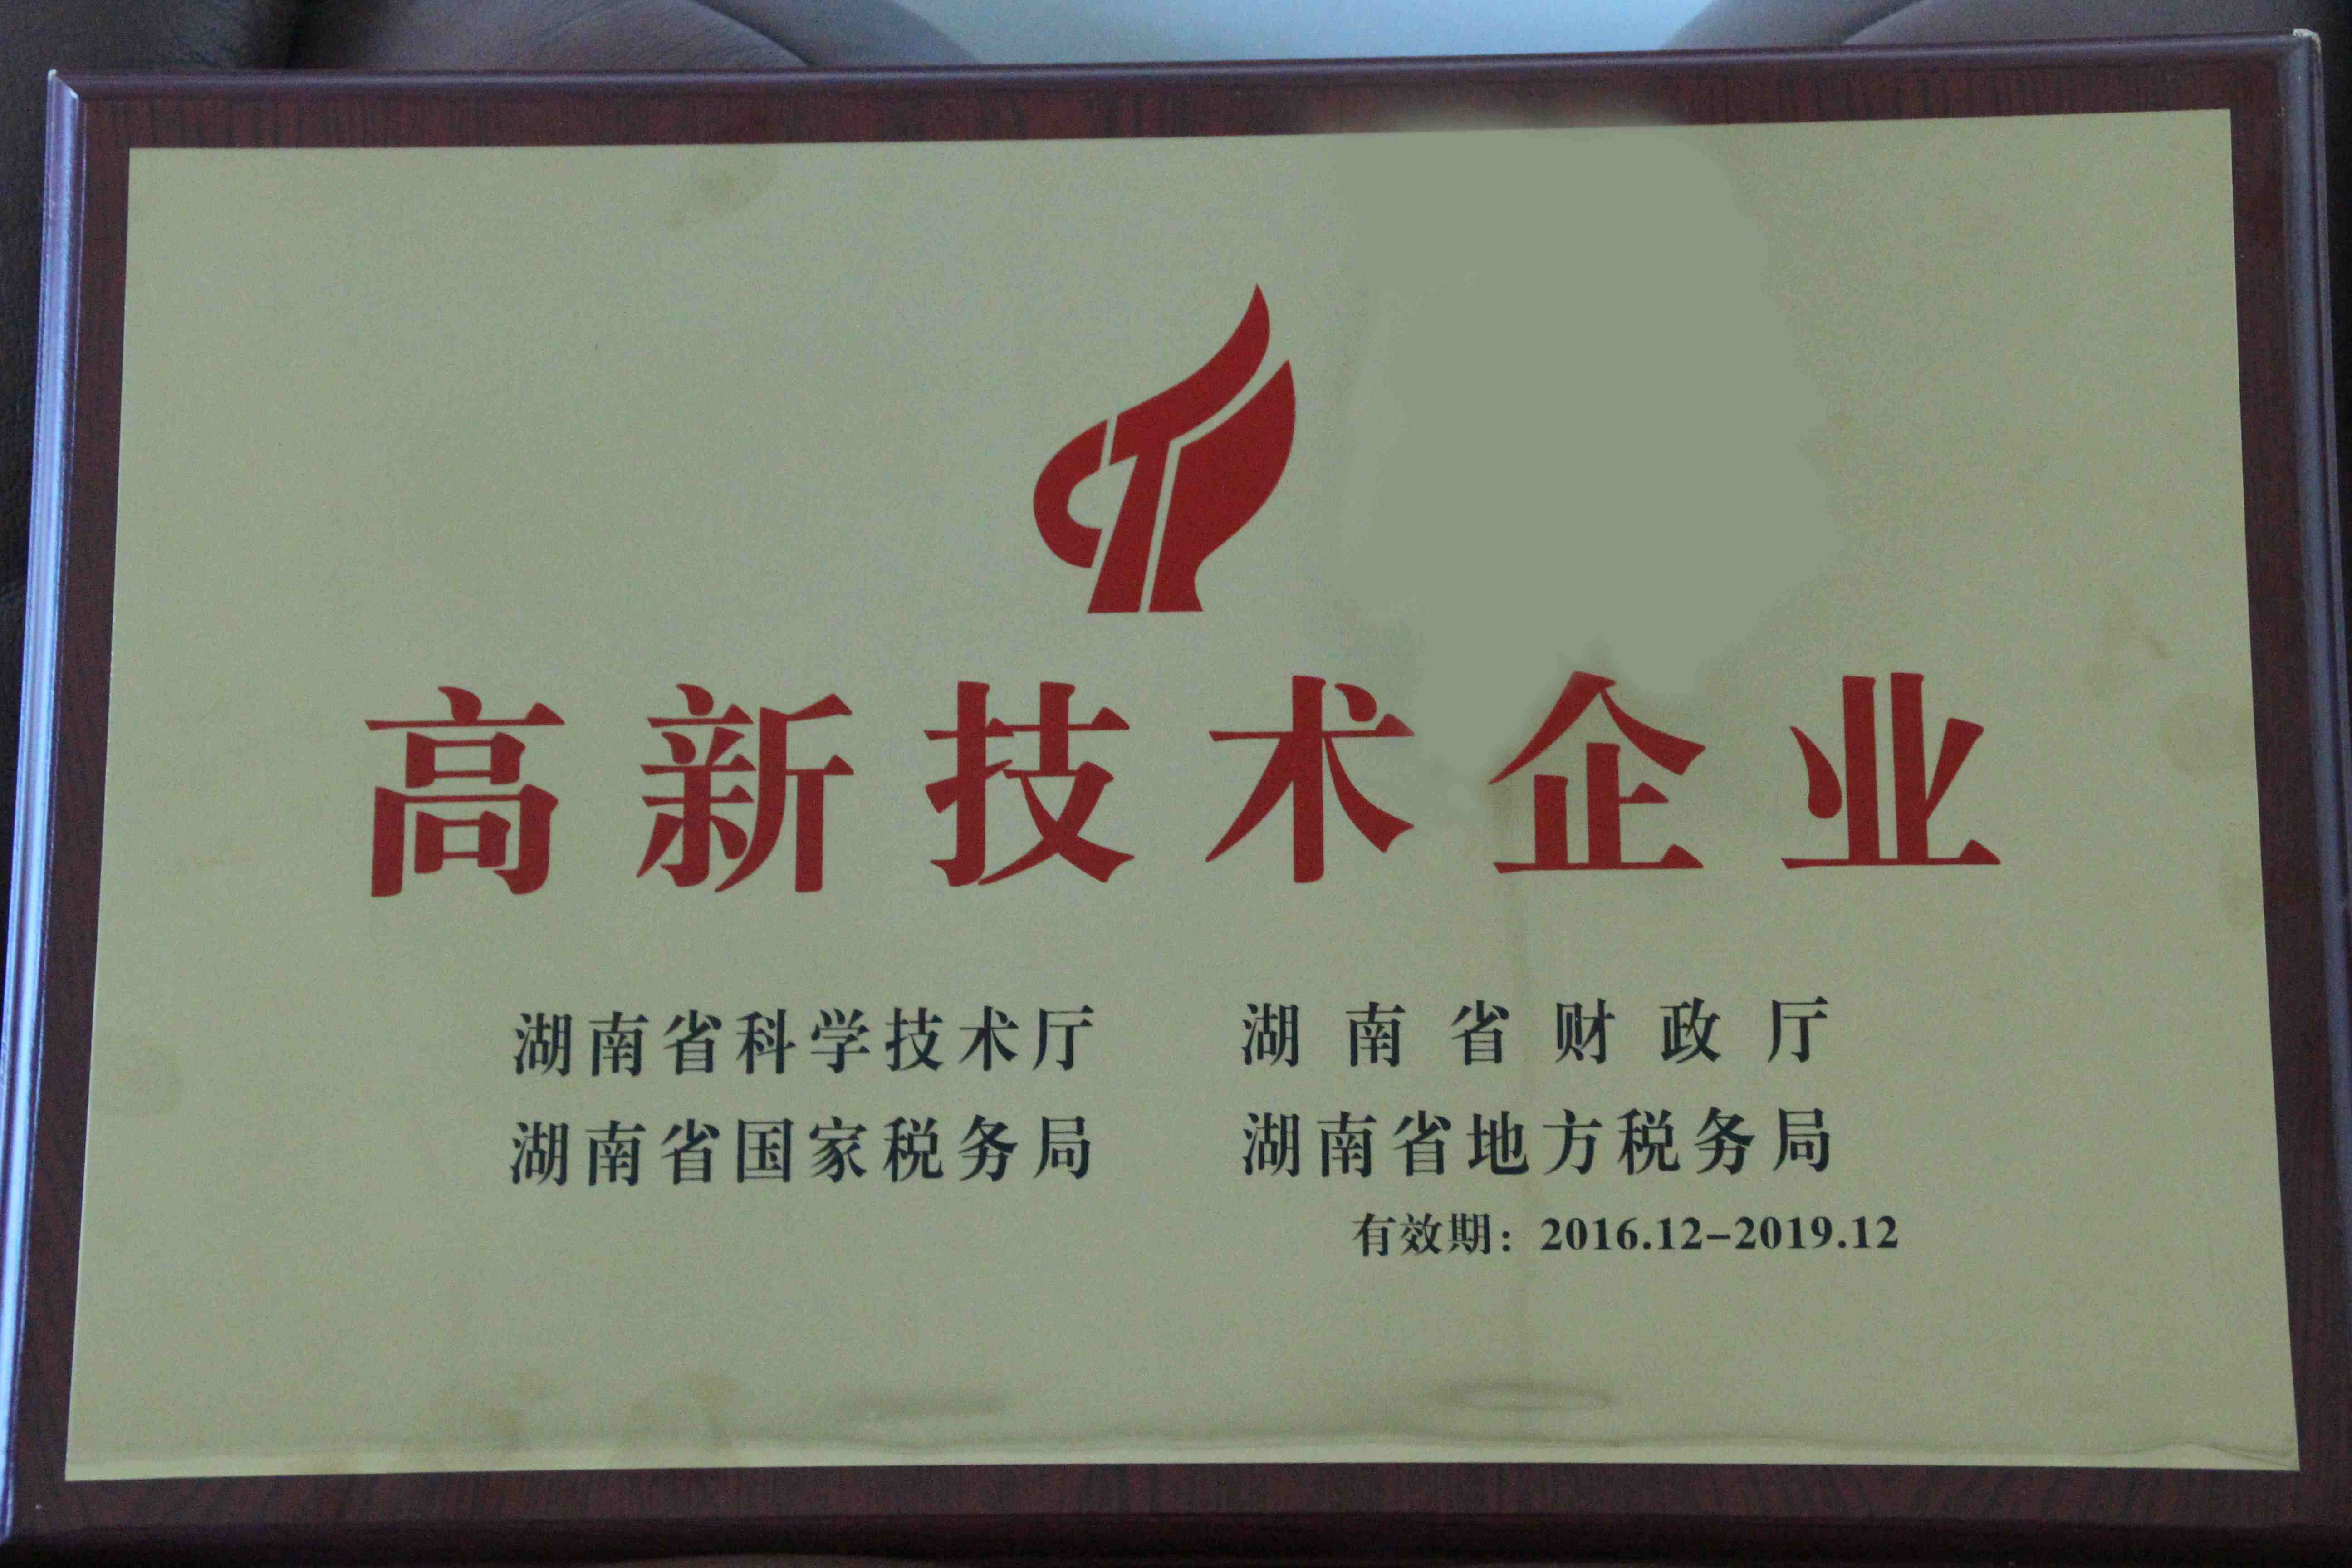 高新技术企业
湖南省科学技术厅 湖南省财政厅
湖南省国家税务局 湖南省地方税务局
有效期：2016.12-2019.12